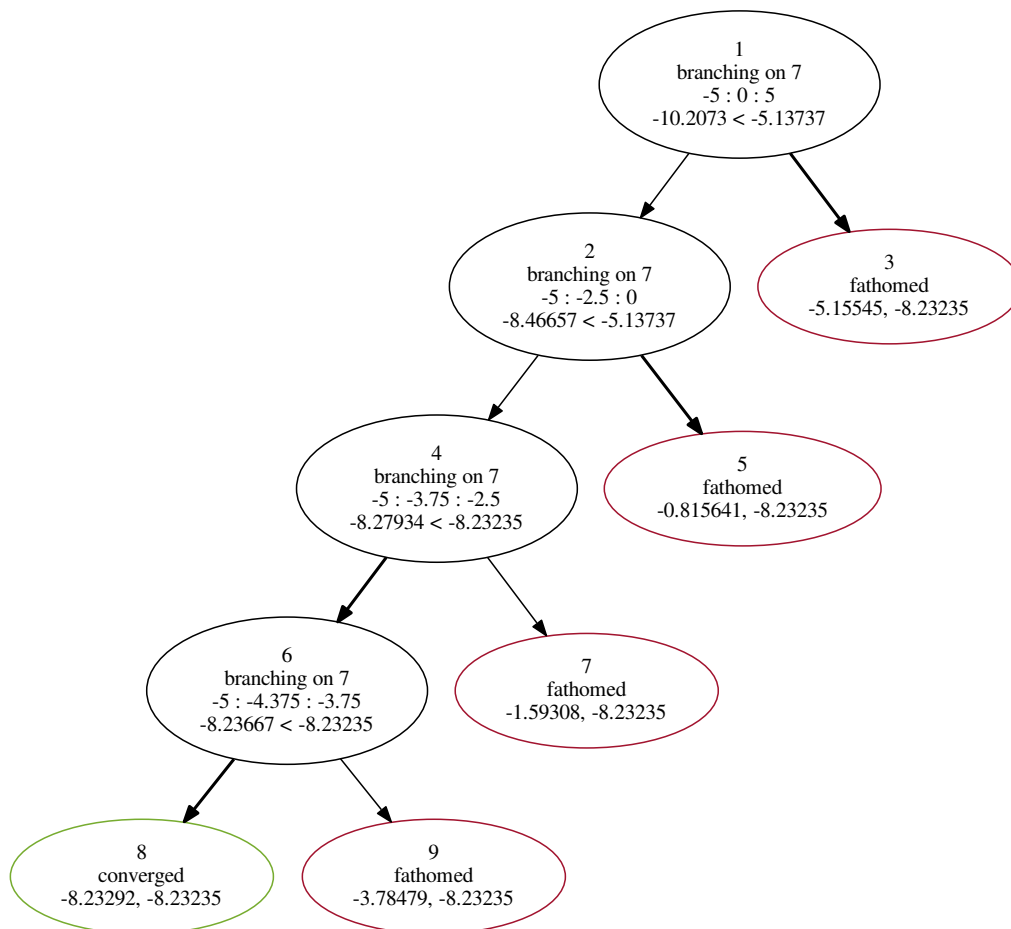 1
branching on 7
-5 : 0 : 5
-10.2073 < -5.13737
2
branching on 7
-5 : -2.5 : 0
-8.46657 < -5.13737
3
fathomed
-5.15545, -8.23235
4
branching on 7
-5 : -3.75 : -2.5
-8.27934 < -8.23235
5
fathomed
-0.815641, -8.23235
6
branching on 7
-5 : -4.375 : -3.75
-8.23667 < -8.23235
7
fathomed
-1.59308, -8.23235
8
converged
-8.23292, -8.23235
9
fathomed
-3.78479, -8.23235